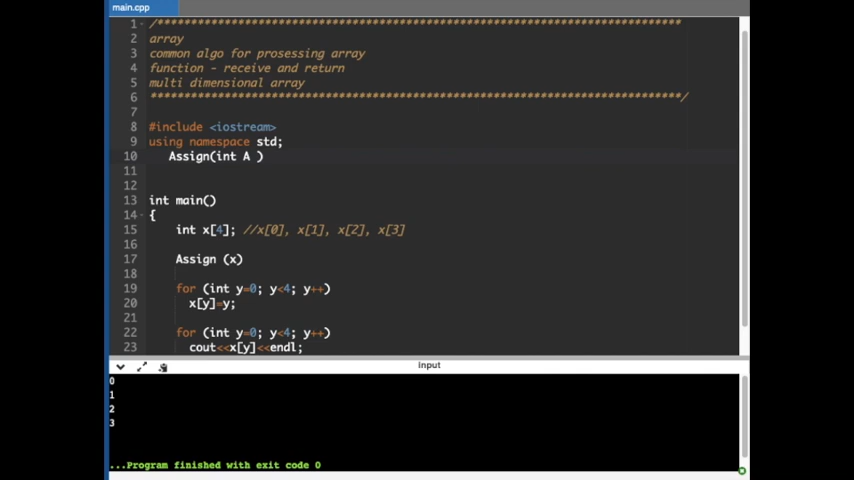 main.cpp
1 /******************************************************************************
2 array
3 common algo for prosessing array
4 function - receive and return
5 multi dimensional array
6 *******************************************************************************/
7
8 #include <iostream>
9 using namespace std;
10 Assign(int A )
11
12
13 int main()
14 {
15 int x[4]; //x[0], x[1], x[2], x[3]
16
17 Assign (x)
18
19 for (int y=0; y<4; y++)
20 x[y]=y;
21
22 for (int y=0; y<4; y++)
23 cout<<x[y]<<endl;
input
0
1
2
3
...Program finished with exit code 0